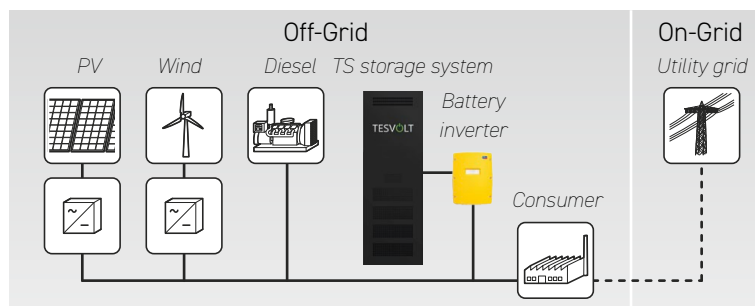 Off-Grid
On-Grid
PV
Wind
Diesel
TS storage system
Utility grid
TESVOLT
Battery
inverter
Consumer